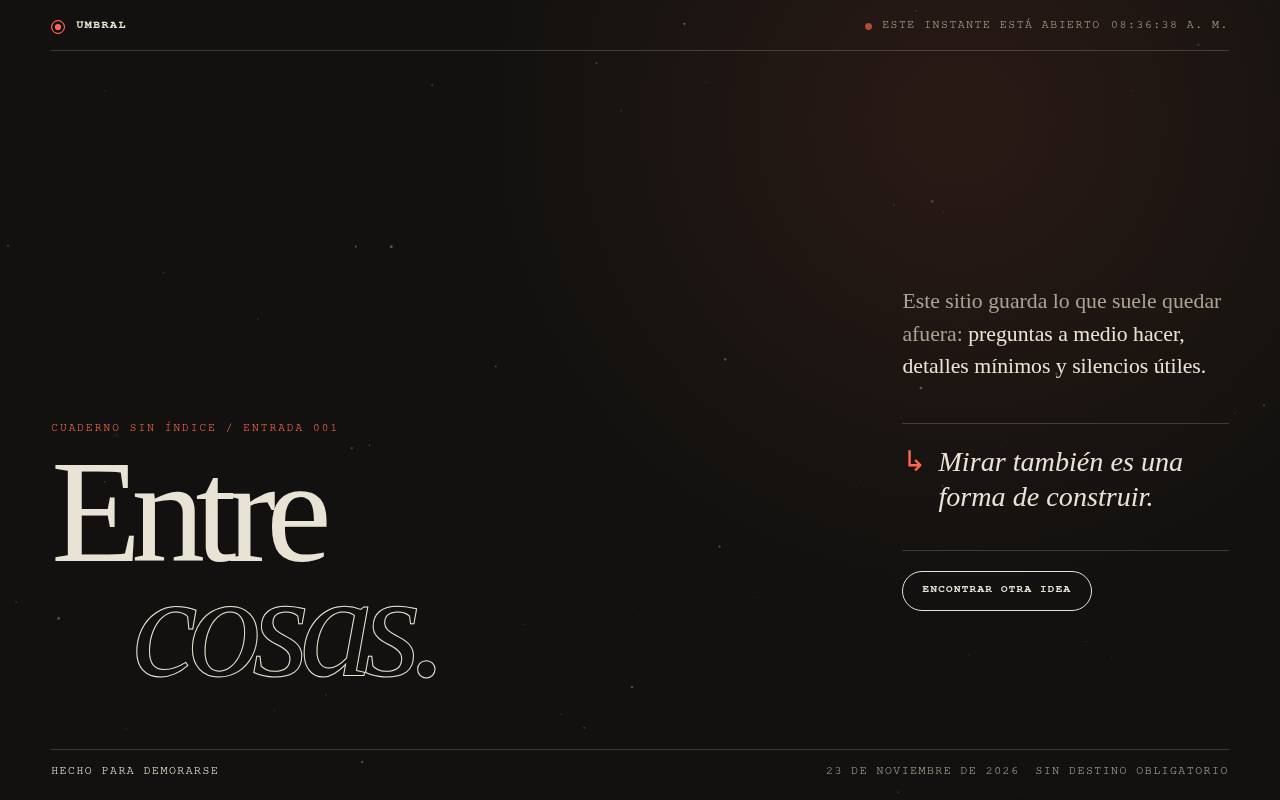 UMBRAL
ESTE INSTANTE ESTÁ ABIERTO 08:36:38 A. M.
Este sitio guarda lo que suele quedar
afuera: preguntas a medio hacer,
detalles mínimos y silencios útiles.
CUADERNO SIN ÍNDICE / ENTRADA 001
Entre
cosas.
↳ Mirar también es una
forma de construir.
ENCONTRAR OTRA IDEA
HECHO PARA DEMORARSE
23 DE NOVIEMBRE DE 2026 SIN DESTINO OBLIGATORIO